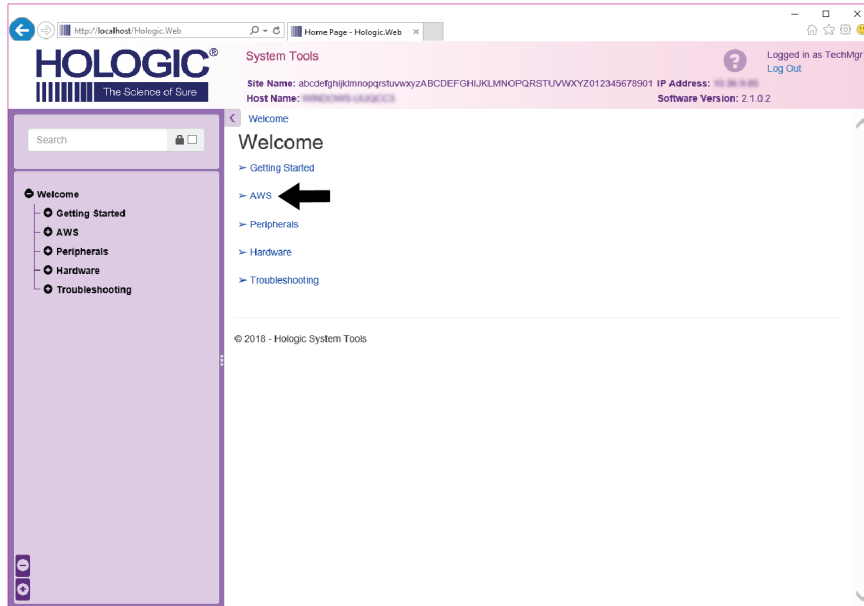 http://localhost/Hologic.Web
Home Page - Hologic.Web
HOLOGIC®
The Science of Sure
System Tools
Logged in as TechMgr
Log Out
Site Name: abcdefghijklmnopqrstuvwxyzABCDEFGHIJKLMNOPQRSTUVWXYZ012345678901 IP Address:
Host Name:
Software Version: 2.1.0.2
Search
Welcome
Getting Started
AWS
Peripherals
Hardware
Troubleshooting
Welcome
Welcome
➢ Getting Started
➢ AWS
➢ Peripherals
➢ Hardware
➢ Troubleshooting
© 2018 - Hologic System Tools